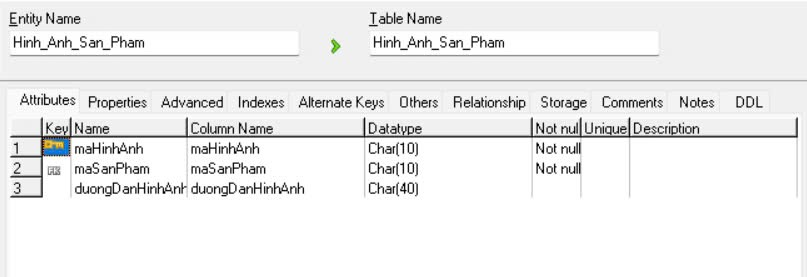 Entity Name Table Name
Hinh_Anh_San_Pham Hinh_Anh_San_Pham
Attributes Properties Advanced Indexes Alternate Keys Others Relationship Storage Comments Notes DDL
Key Name Column Name Datatype Not nul Unique Description
1 maHinhAnh maHinhAnh Char(10) Not null
2 FK maSanPham maSanPham Char(10) Not null
3 duongDanHinhAnh duongDanHinhAnh Char(40)